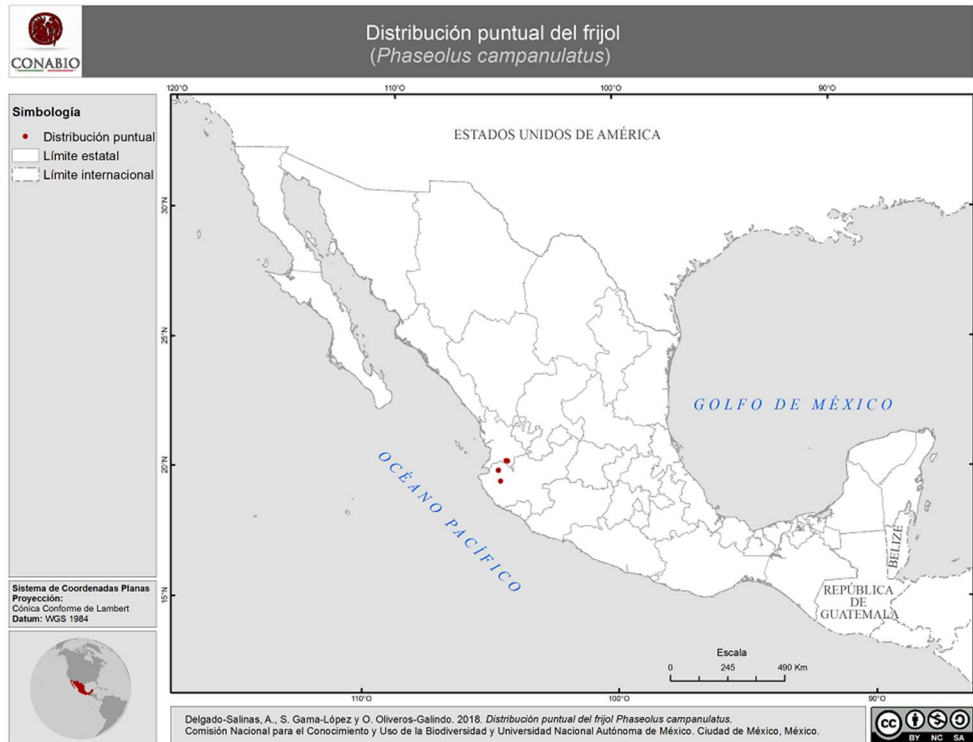 CONABIO
Distribución puntual del frijol
(Phaseolus campanulatus)
Simbología
Distribución puntual
Límite estatal
Límite internacional
120°O
110°O
100°O
90°O
30°N
25°N
20°N
15°N
ESTADOS UNIDOS DE AMÉRICA
GOLFO DE MÉXICO
OCÉANO PACÍFICO
BELIZE
REPÚBLICA
DE
GUATEMALA
Escala
0 245 490 Km
110°O
100°O
90°O
Sistema de Coordenadas Planas
Proyección:
Cónica Conforme de Lambert
Datum: WGS 1984
Delgado-Salinas, A., S. Gama-López y O. Oliveros-Galindo. 2018. Distribución puntual del frijol Phaseolus campanulatus.
Comisión Nacional para el Conocimiento y Uso de la Biodiversidad y Universidad Nacional Autónoma de México. Ciudad de México, México.
cc
BY NC SA